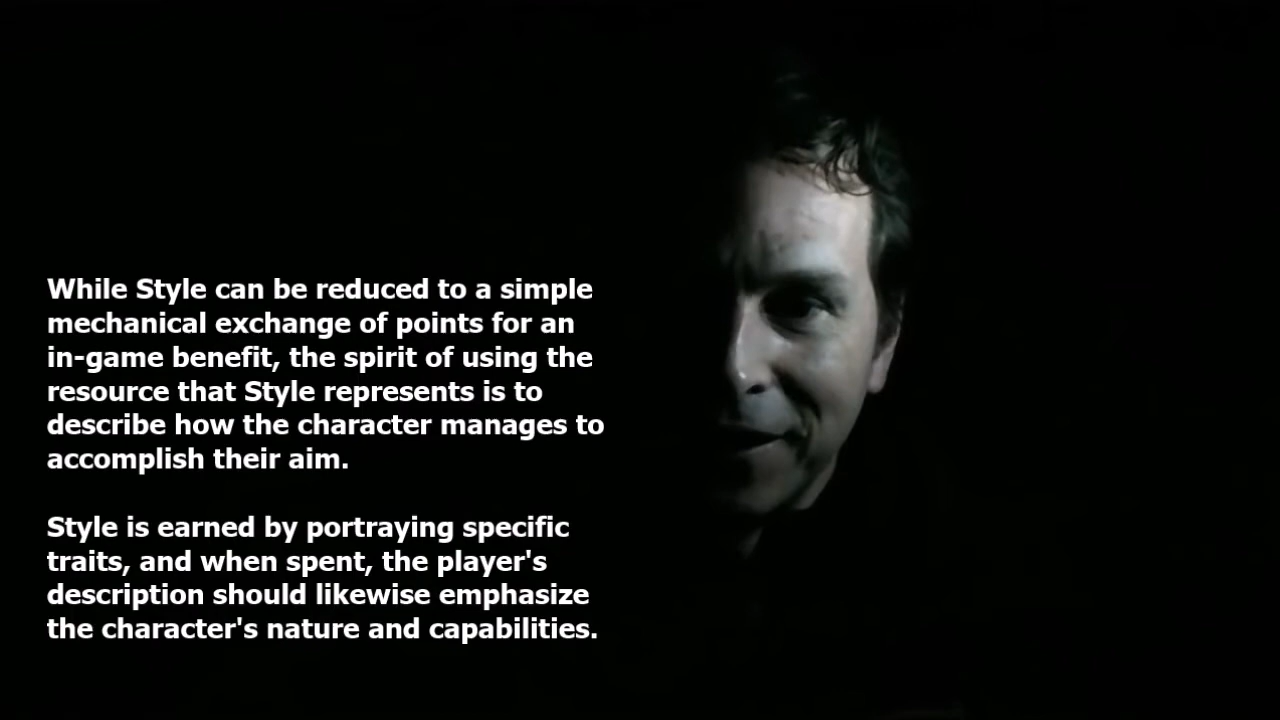 While Style can be reduced to a simple
mechanical exchange of points for an
in-game benefit, the spirit of using the
resource that Style represents is to
describe how the character manages to
accomplish their aim.
Style is earned by portraying specific
traits, and when spent, the player's
description should likewise emphasize
the character's nature and capabilities.